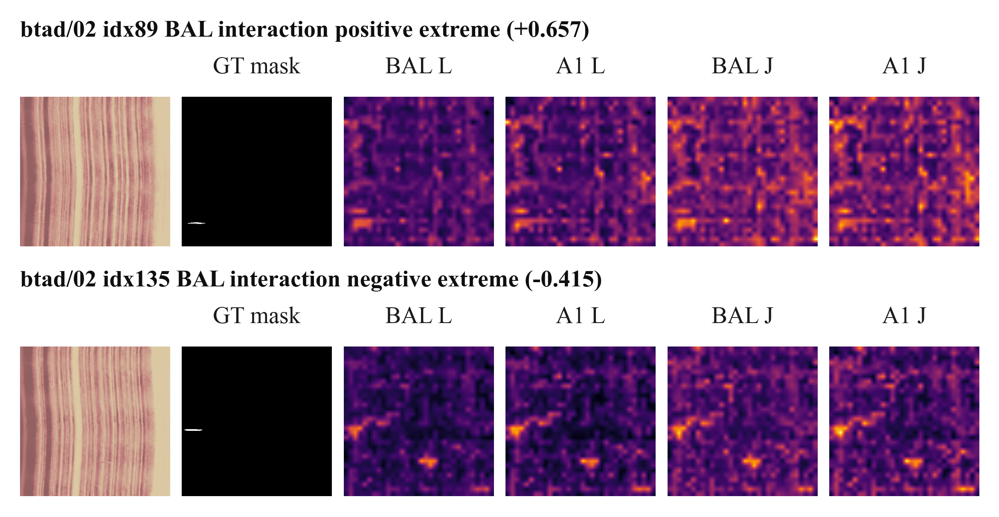 btad/02 idx89 BAL interaction positive extreme (+0.657)
GT mask BAL L A1 L BAL J A1 J
btad/02 idx135 BAL interaction negative extreme (-0.415)
GT mask BAL L A1 L BAL J A1 J